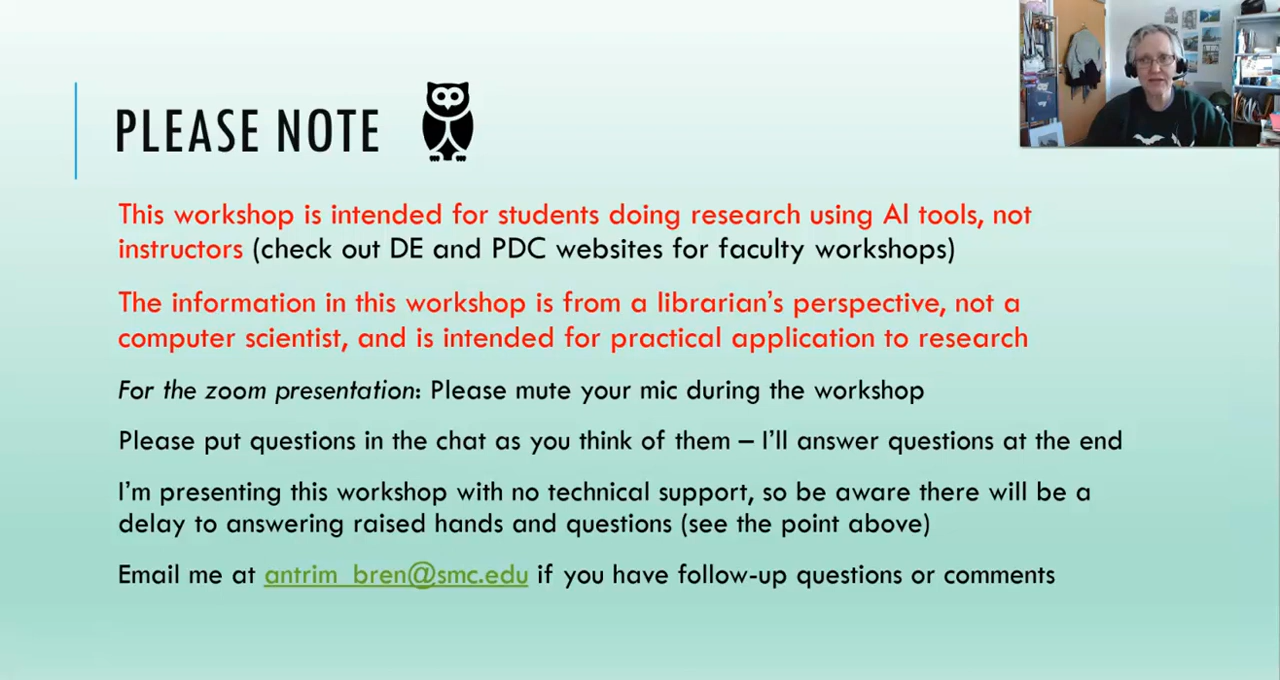 PLEASE NOTE
This workshop is intended for students doing research using AI tools, not
instructors (check out DE and PDC websites for faculty workshops)
The information in this workshop is from a librarian's perspective, not a
computer scientist, and is intended for practical application to research
For the zoom presentation: Please mute your mic during the workshop
Please put questions in the chat as you think of them – I'll answer questions at the end
I'm presenting this workshop with no technical support, so be aware there will be a
delay to answering raised hands and questions (see the point above)
Email me at antrim_bren@smc.edu if you have follow-up questions or comments